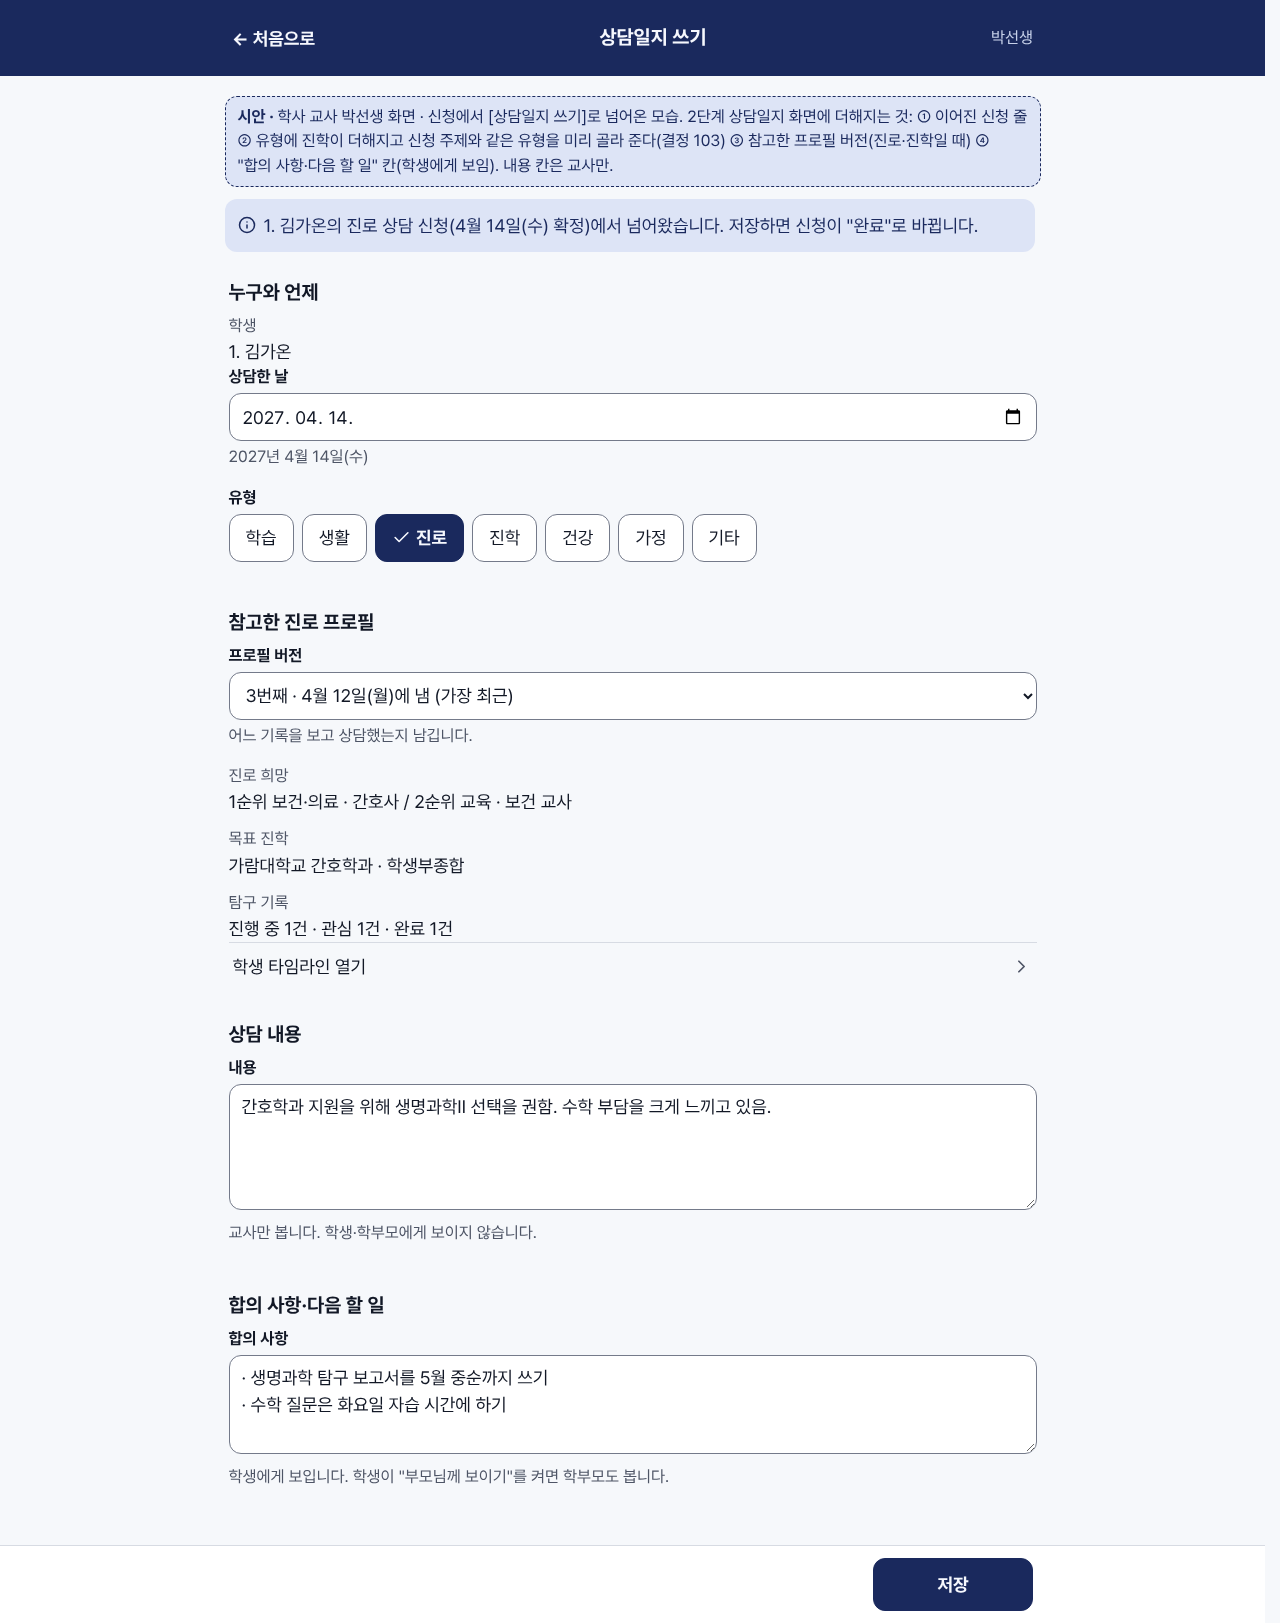 ← 처음으로
상담일지 쓰기
박선생
시안 · 학사 교사 박선생 화면 · 신청에서 [상담일지 쓰기]로 넘어온 모습. 2단계 상담일지 화면에 더해지는 것: ① 이어진 신청 줄
② 유형에 진학이 더해지고 신청 주제와 같은 유형을 미리 골라 준다(결정 103) ③ 참고한 프로필 버전(진로·진학일 때) ④
"합의 사항·다음 할 일" 칸(학생에게 보임). 내용 칸은 교사만.
1. 김가온의 진로 상담 신청(4월 14일(수) 확정)에서 넘어왔습니다. 저장하면 신청이 "완료"로 바뀝니다.
누구와 언제
학생
1. 김가온
상담한 날
2027. 04. 14.
2027년 4월 14일(수)
유형
학습 생활 ✓ 진로 진학 건강 가정 기타
참고한 진로 프로필
프로필 버전
3번째 · 4월 12일(월)에 냄 (가장 최근)
어느 기록을 보고 상담했는지 남깁니다.
진로 희망
1순위 보건·의료 · 간호사 / 2순위 교육 · 보건 교사
목표 진학
가람대학교 간호학과 · 학생부종합
탐구 기록
진행 중 1건 · 관심 1건 · 완료 1건
학생 타임라인 열기
상담 내용
내용
간호학과 지원을 위해 생명과학II 선택을 권함. 수학 부담을 크게 느끼고 있음.
교사만 봅니다. 학생·학부모에게 보이지 않습니다.
합의 사항·다음 할 일
합의 사항
· 생명과학 탐구 보고서를 5월 중순까지 쓰기
· 수학 질문은 화요일 자습 시간에 하기
학생에게 보입니다. 학생이 "부모님께 보이기"를 켜면 학부모도 봅니다.
저장